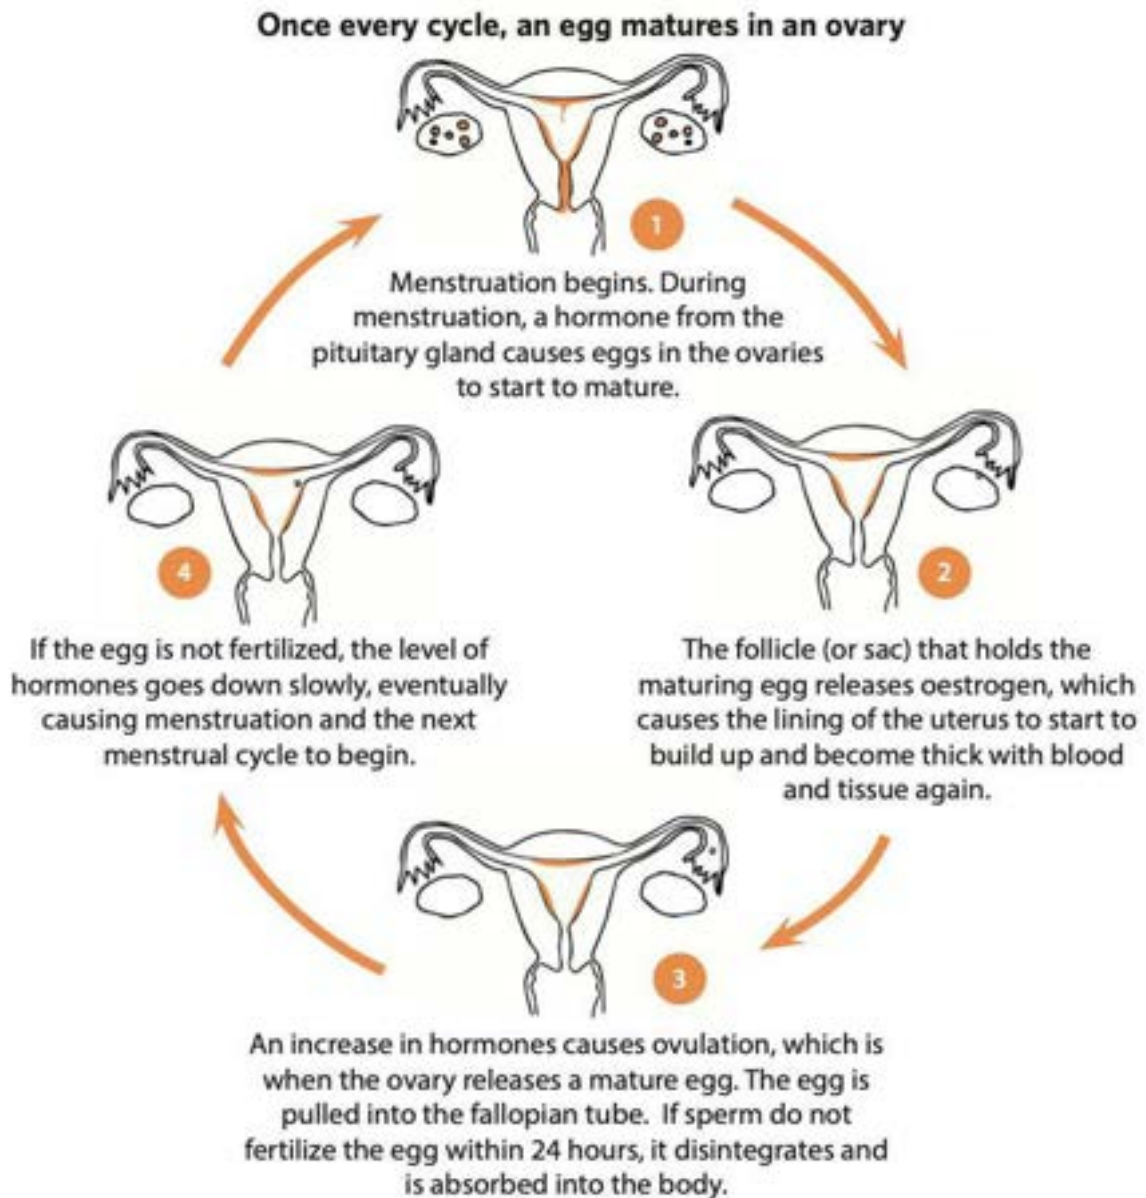 Once every cycle, an egg matures in an ovary
1
Menstruation begins. During
menstruation, a hormone from the
pituitary gland causes eggs in the ovaries
to start to mature.
2
The follicle (or sac) that holds the
maturing egg releases oestrogen, which
causes the lining of the uterus to start to
build up and become thick with blood
and tissue again.
3
An increase in hormones causes ovulation, which is
when the ovary releases a mature egg. The egg is
pulled into the fallopian tube. If sperm do not
fertilize the egg within 24 hours, it disintegrates and
is absorbed into the body.
4
If the egg is not fertilized, the level of
hormones goes down slowly, eventually
causing menstruation and the next
menstrual cycle to begin.